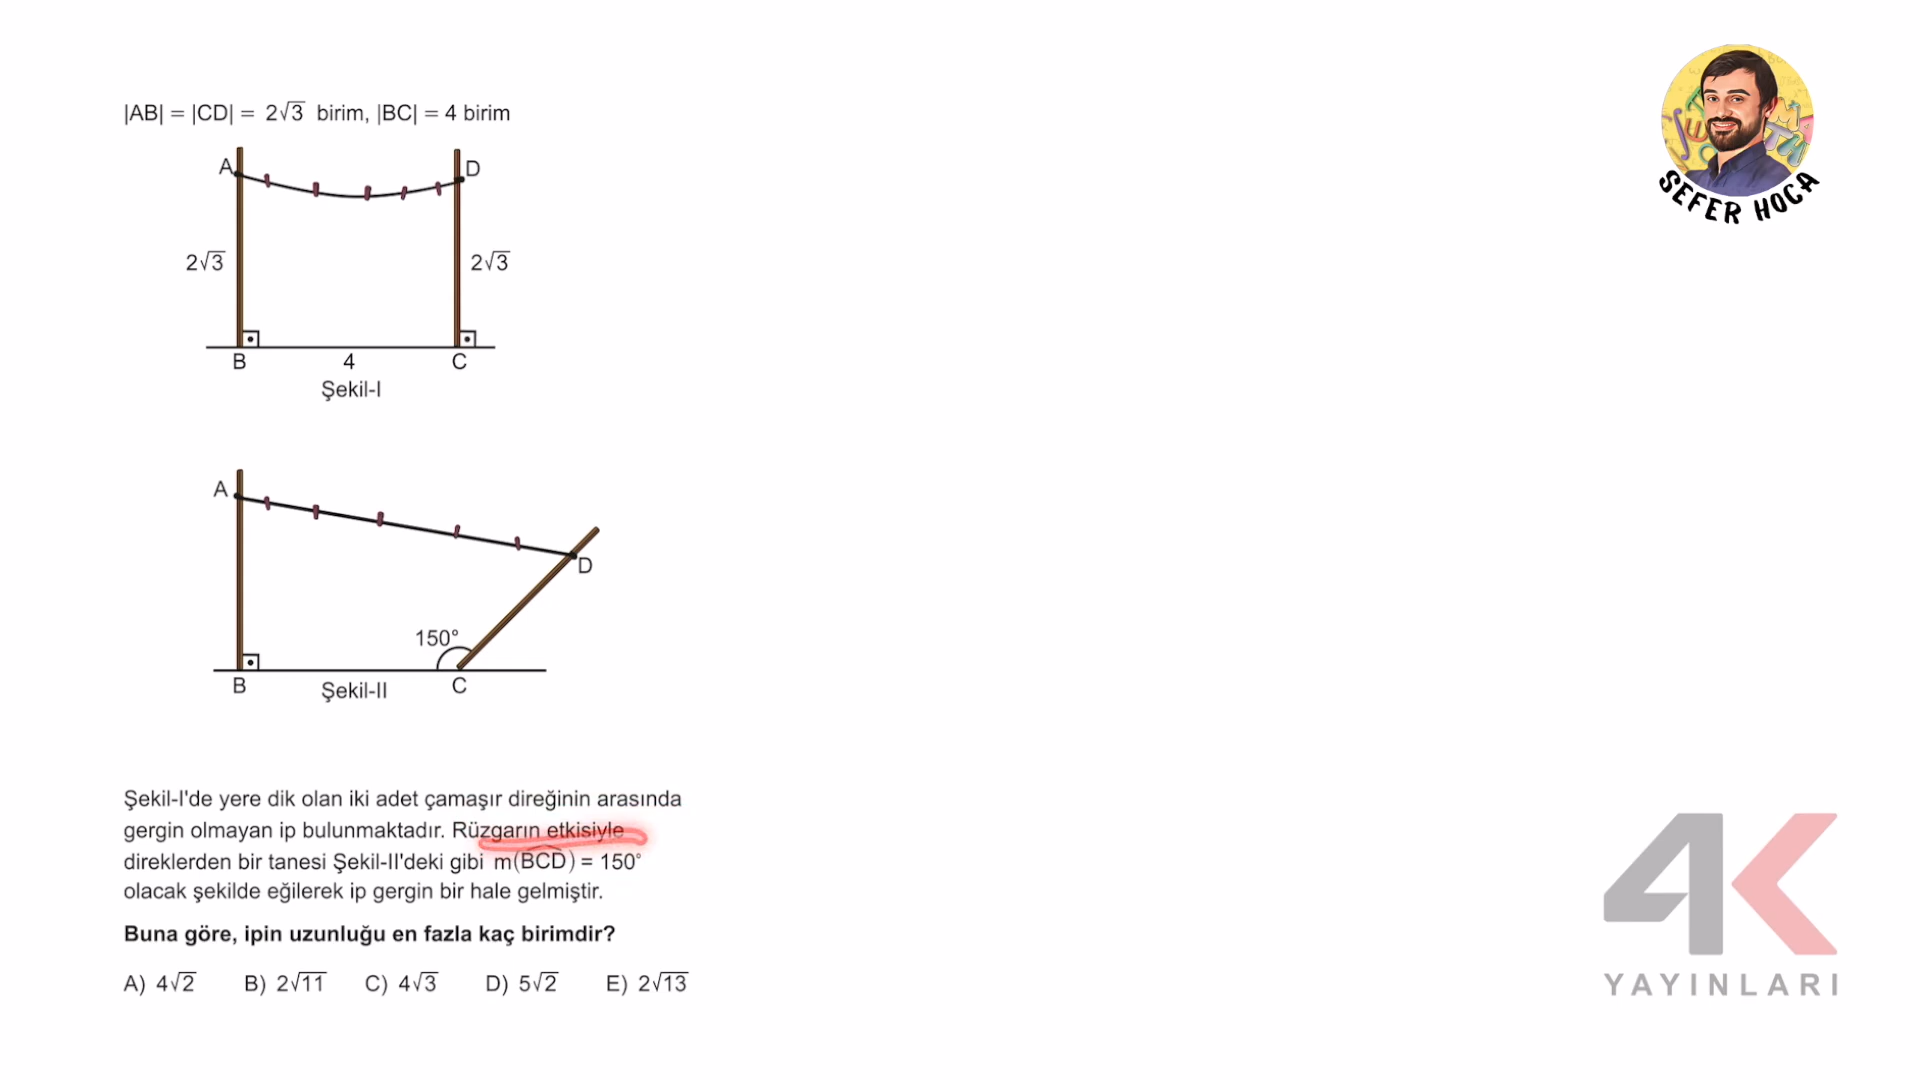 |AB| = |CD| = 2√3 birim, |BC| = 4 birim
A
D
2√3
2√3
B
4
C
Şekil-I
A
D
150°
B
Şekil-II
C
Şekil-I'de yere dik olan iki adet çamaşır direğinin arasında
gergin olmayan ip bulunmaktadır. Rüzgarın etkisiyle
direklerden bir tanesi Şekil-II'deki gibi m(BCD) = 150°
olacak şekilde eğilerek ip gergin bir hale gelmiştir.
Buna göre, ipin uzunluğu en fazla kaç birimdir?
A) 4√2 B) 2√11 C) 4√3 D) 5√2 E) 2√13
SEFER HOCA
4K
YAYINLARI